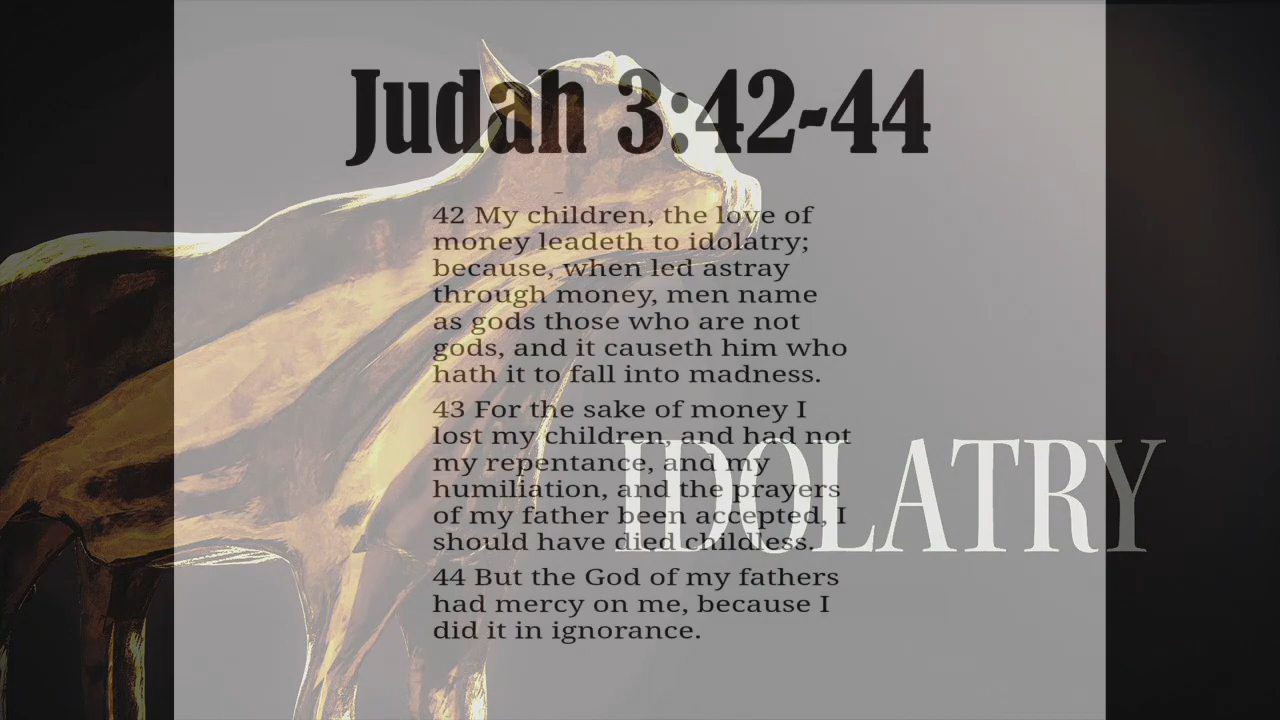 Judah 3:42-44
42 My children, the love of
money leadeth to idolatry;
because, when led astray
through money, men name
as gods those who are not
gods, and it causeth him who
hath it to fall into madness.
43 For the sake of money I
lost my children, and had not
my repentance, and my
humiliation, and the prayers
of my father been accepted, I
should have died childless.
44 But the God of my fathers
had mercy on me, because I
did it in ignorance.
IDOLATRY